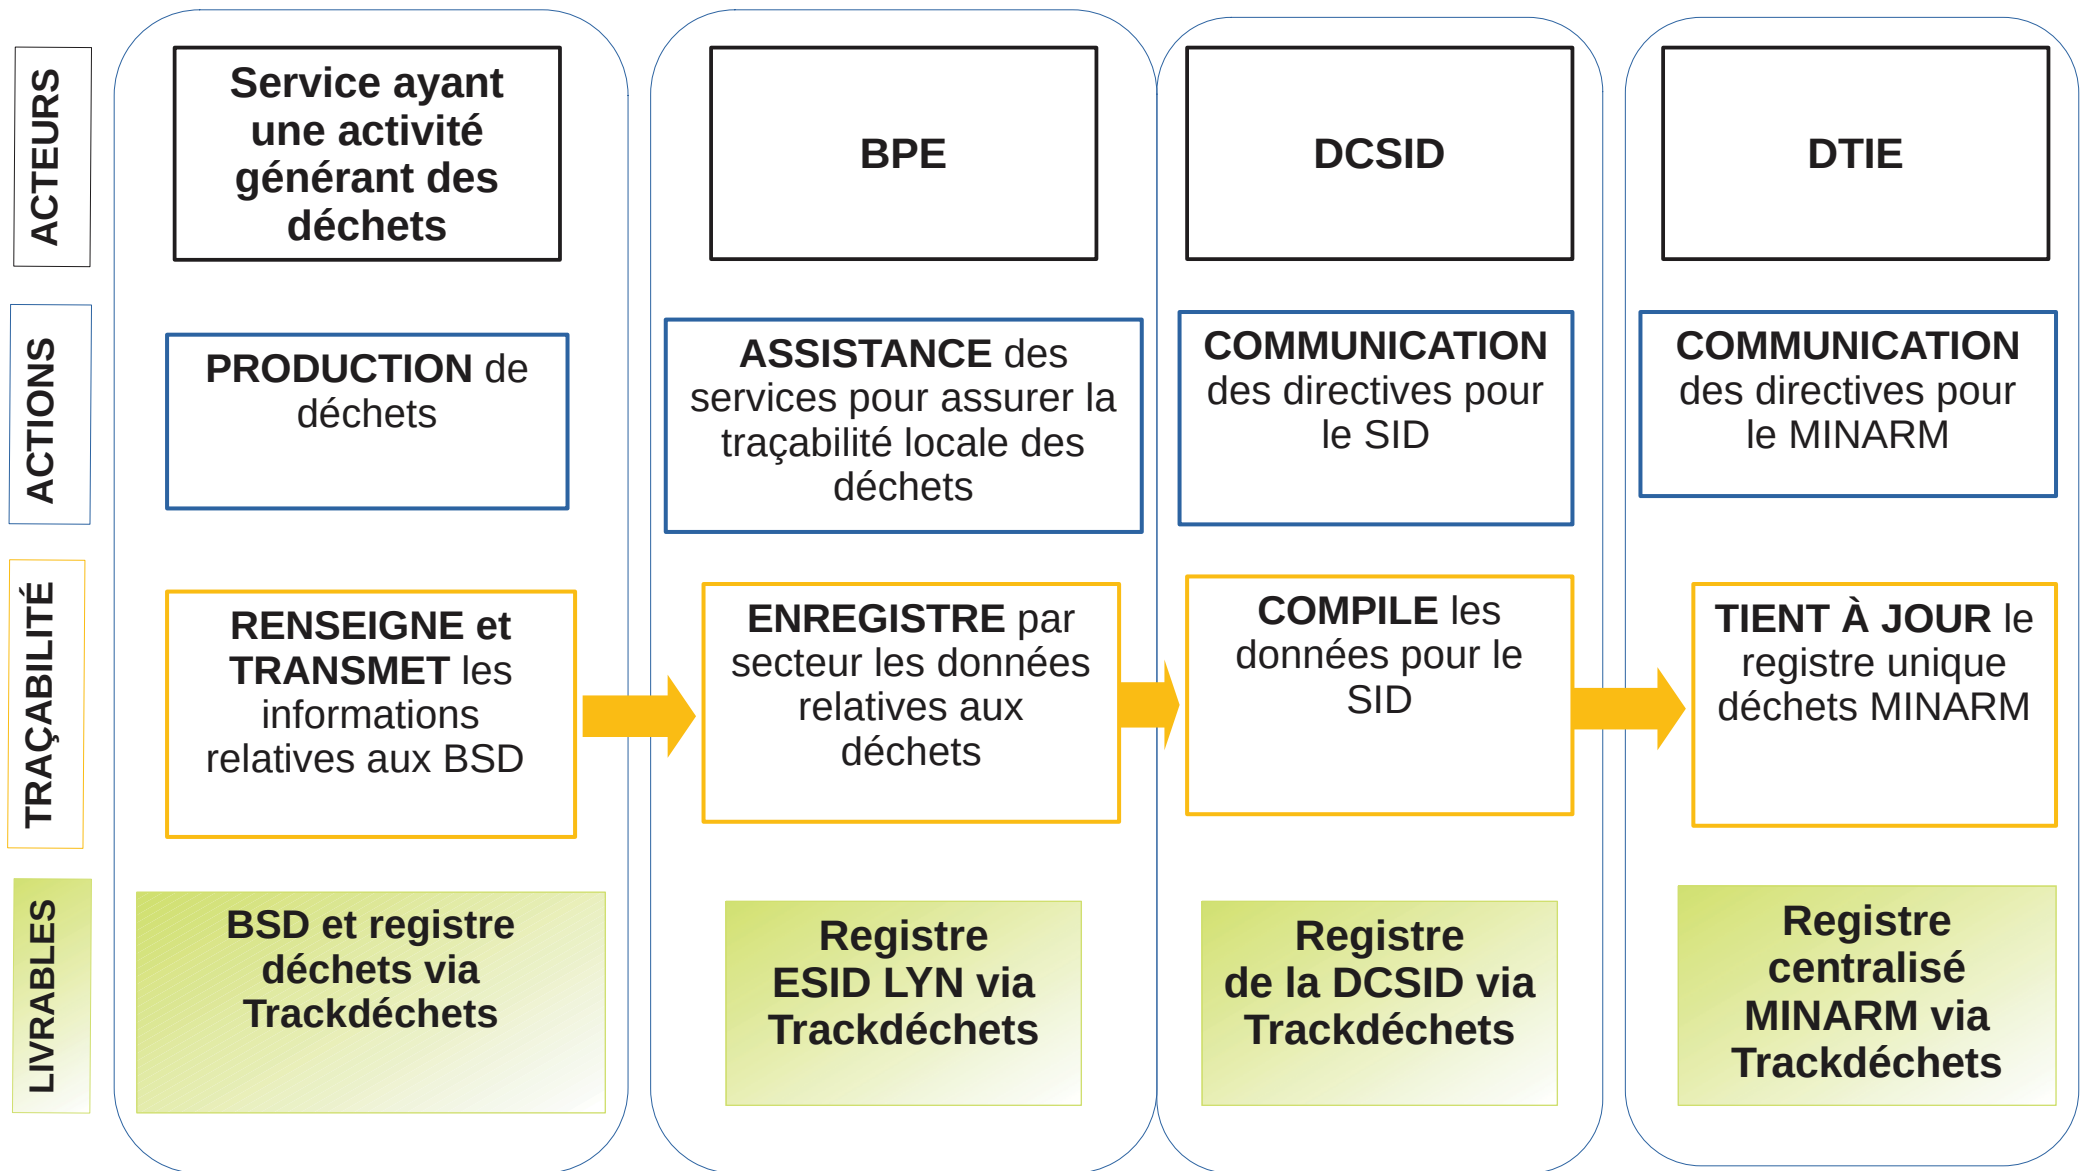 ACTEURS
Service ayant
une activité
générant des
déchets
BPE
DCSID
DTIE
ACTIONS
PRODUCTION de
déchets
ASSISTANCE des
services pour assurer la
traçabilité locale des
déchets
COMMUNICATION
des directives pour
le SID
COMMUNICATION
des directives pour
le MINARM
TRAÇABILITÉ
RENSEIGNE et
TRANSMET les
informations
relatives aux BSD
ENREGISTRE par
secteur les données
relatives aux
déchets
COMPILE les
données pour le
SID
TIENT À JOUR le
registre unique
déchets MINARM
LIVRABLES
BSD et registre
déchets via
Trackdéchets
Registre
ESID LYN via
Trackdéchets
Registre
de la DCSID via
Trackdéchets
Registre
centralisé
MINARM via
Trackdéchets